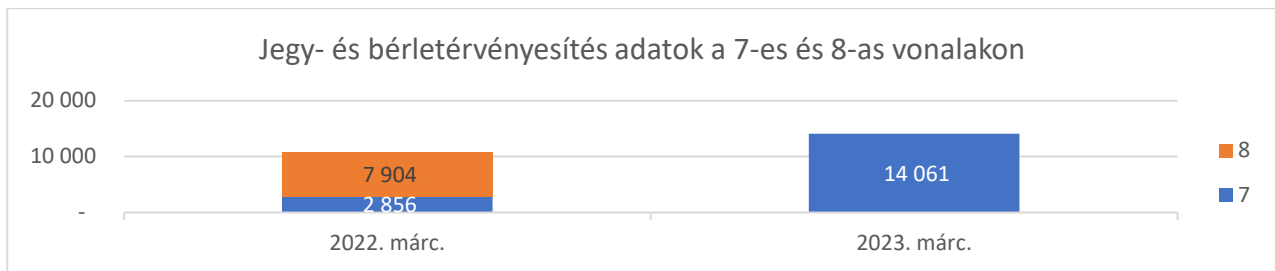 Jegy- és bérletérvényesítés adatok a 7-es és 8-as vonalakon
20 000
10 000
-
7 904
2 856
14 061
2022. márc.
2023. márc.
8
7